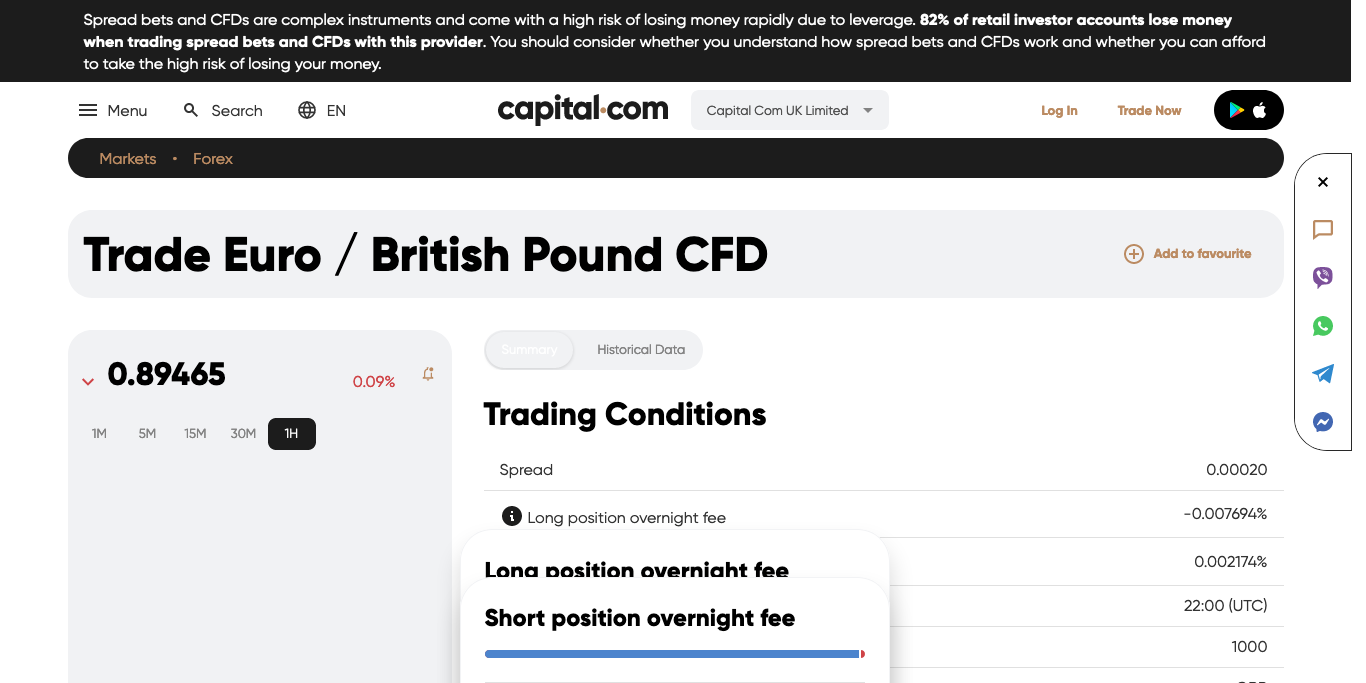 Spread bets and CFDs are complex instruments and come with a high risk of losing money rapidly due to leverage. 82% of retail investor accounts lose money
when trading spread bets and CFDs with this provider. You should consider whether you understand how spread bets and CFDs work and whether you can afford
to take the high risk of losing your money.
Menu Search EN capital.com Capital Com UK Limited Log In Trade Now
Markets • Forex
Trade Euro / British Pound CFD Add to favourite
0.89465 0.09%
1M 5M 15M 30M 1H
Summary Historical Data
Trading Conditions
Spread 0.00020
Long position overnight fee -0.007694%
Long position overnight fee
0.002174%
Short position overnight fee
22:00 (UTC)
1000